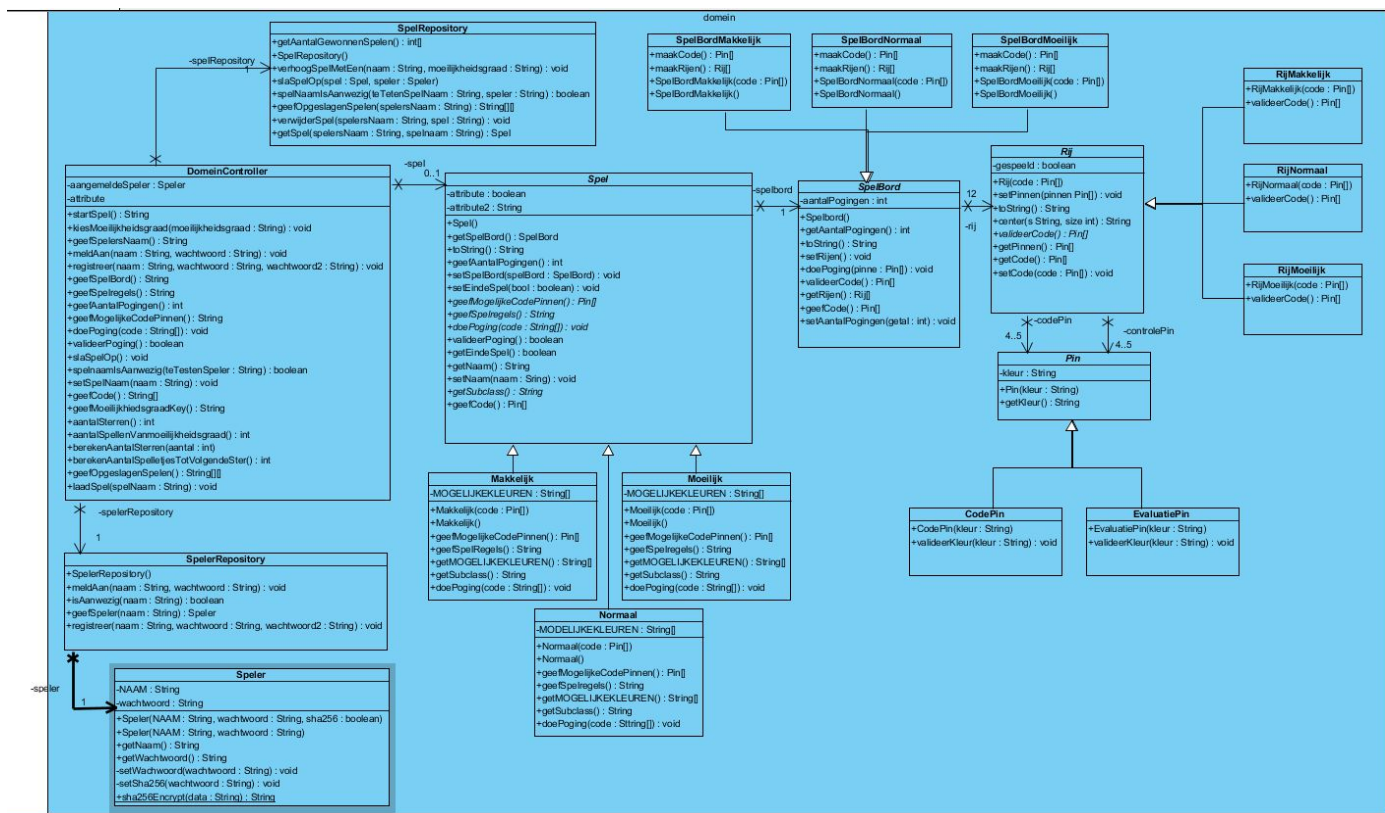 domein
SpelRepository
+getAantalGewonnenSpelen() : int[]
+SpelRepository()
+verhoogSpelMetEen(naam : String, moeilijkheidsgraad : String) : void
+slaSpelOp(spel : Spel, speler : Speler)
+spelNaamIsAanwezig(teTetenSpelNaam : String, speler : String) : boolean
+geefOpgeslagenSpelen(spelersNaam : String) : String[][]
+verwijderSpel(spelersNaam : String, spel : String) : void
+getSpel(spelersNaam : String, spelnaam : String) : Spel
-spelRepository
1
SpelBordMakkelijk
+maakCode() : Pin[]
+maakRijen() : Rij[]
+SpelBordMakkelijk(code : Pin[])
+SpelBordMakkelijk()
SpelBordNormaal
+maakCode() : Pin[]
+maakRijen() : Rij[]
+SpelBordNormaal(code : Pin[])
+SpelBordNormaal()
SpelBordMoeilijk
+maakCode() : Pin[]
+maakRijen() : Rij[]
+SpelBordMoeilijk(code : Pin[])
+SpelBordMoeilijk()
RijMakkelijk
+RijMakkelijk(code : Pin[])
+valideerCode() : Pin[]
RijNormaal
+RijNormaal(code : Pin[])
+valideerCode() : Pin[]
RijMoeilijk
+RijMoeilijk(code : Pin[])
+valideerCode() : Pin[]
DomeinController
-aangemeldeSpeler : Speler
-attribute
+startSpel() : String
+kiesMoeilijkheidsgraad(moeilijkheidsgraad : String) : void
+geefSpelersNaam() : String
+meldAan(naam : String, wachtwoord : String) : void
+registreer(naam : String, wachtwoord : String, wachtwoord2 : String) : void
+geefSpelBord() : String
+geefSpelregels() : String
+geefAantalPogingen() : int
+geefMogelijkeCodePinnen() : String
+doePoging(code : String[]) : void
+valideerPoging() : boolean
+slaSpelOp() : void
+spelnaamIsAanwezig(teTestenSpeler : String) : boolean
+setSpelNaam(naam : String) : void
+geefCode() : String[]
+geefMoeilijkhiedsgraadKey() : String
+aantalSterren() : int
+aantalSpellenVanmoeilijkheidsgraad() : int
+berekenAantalSterren(aantal : int)
+berekenAantalSpelletjesTotVolgendeSter() : int
+geefOpgeslagenSpelen() : String[][]
+laadSpel(spelNaam : String) : void
-spel
0..1
Spel
-attribute : boolean
-attribute2 : String
+Spel()
+getSpelBord() : SpelBord
+toString() : String
+geefAantalPogingen() : int
+setSpelBord(spelBord : SpelBord) : void
+setEindeSpel(bool : boolean) : void
+geefMogelijkeCodePinnen() : Pin[]
+geefSpelregels() : String
+doePoging(code : String[]) : void
+valideerPoging() : boolean
+getEindeSpel() : boolean
+getNaam() : String
+setNaam(naam : Sring) : void
+getSubclass() : String
+geefCode() : Pin[]
-spelbord
1
SpelBord
-aantalPogingen : int
+Spelbord()
+getAantalPogingen() : int
+toString() : String
+setRijen() : void
+doePoging(pinne : Pin[]) : void
+valideerCode() : Pin[]
+getRijen() : Rij[]
+geefCode() : Pin[]
+setAantalPogingen(getal : int) : void
12
-rij
Rij
-gespeeld : boolean
+Rij(code : Pin[])
+setPinnen(pinnen Pin[]) : void
+toString() : String
+center(s String, size int) : String
+valideerCode() : Pin[]
+getPinnen() : Pin[]
+getCode() : Pin[]
+setCode(code : Pin[]) : void
-codePin
4..5
-controlePin
4..5
Pin
-kleur : String
+Pin(kleur : String)
+getKleur() : String
CodePin
+CodePin(kleur : String)
+valideerKleur(kleur : String) : void
EvaluatiePin
+EvaluatiePin(kleur : String)
+valideerKleur(kleur : String) : void
Makkelijk
-MOGELIJKEKLEUREN : String[]
+Makkelijk(code : Pin[])
+Makkelijk()
+geefMogelijkeCodePinnen() : Pin[]
+geefSpelRegels() : String
+getMOGELIJKEKLEUREN() : String[]
+getSubclass() : String
+doePoging(code : String[]) : void
Moeilijk
-MOGELIJKEKLEUREN : String[]
+Moeilijk(code : Pin[])
+Moeilijk()
+geefMogelijkeCodePinnen() : Pin[]
+geefSpelregels() : String
+getMOGELIJKEKLEUREN() : String[]
+getSubclass() : String
+doePoging(code : String[]) : void
Normaal
-MODELIJKEKLEUREN : String[]
+Normaal(code : Pin[])
+Normaal()
+geefMogelijkeCodePinnen() : Pin[]
+geefSpelregels() : String
+getMOGELIJKEKLEUREN() : String[]
+getSubclass() : String
+doePoging(code : Sttring[]) : void
-spelerRepository
1
SpelerRepository
+SpelerRepository()
+meldAan(naam : String, wachtwoord : String) : void
+isAanwezig(naam : String) : boolean
+geefSpeler(naam : String) : Speler
+registreer(naam : String, wachtwoord : String, wachtwoord2 : String) : void
-speler
1
Speler
-NAAM : String
-wachtwoord : String
+Speler(NAAM : String, wachtwoord : String, sha256 : boolean)
+Speler(NAAM : String, wachtwoord : String)
+getNaam() : String
+getWachtwoord() : String
-setWachwoord(wachtwoord : String) : void
-setSha256(wachtwoord : String) : void
+sha256Encrypt(data : String) : String